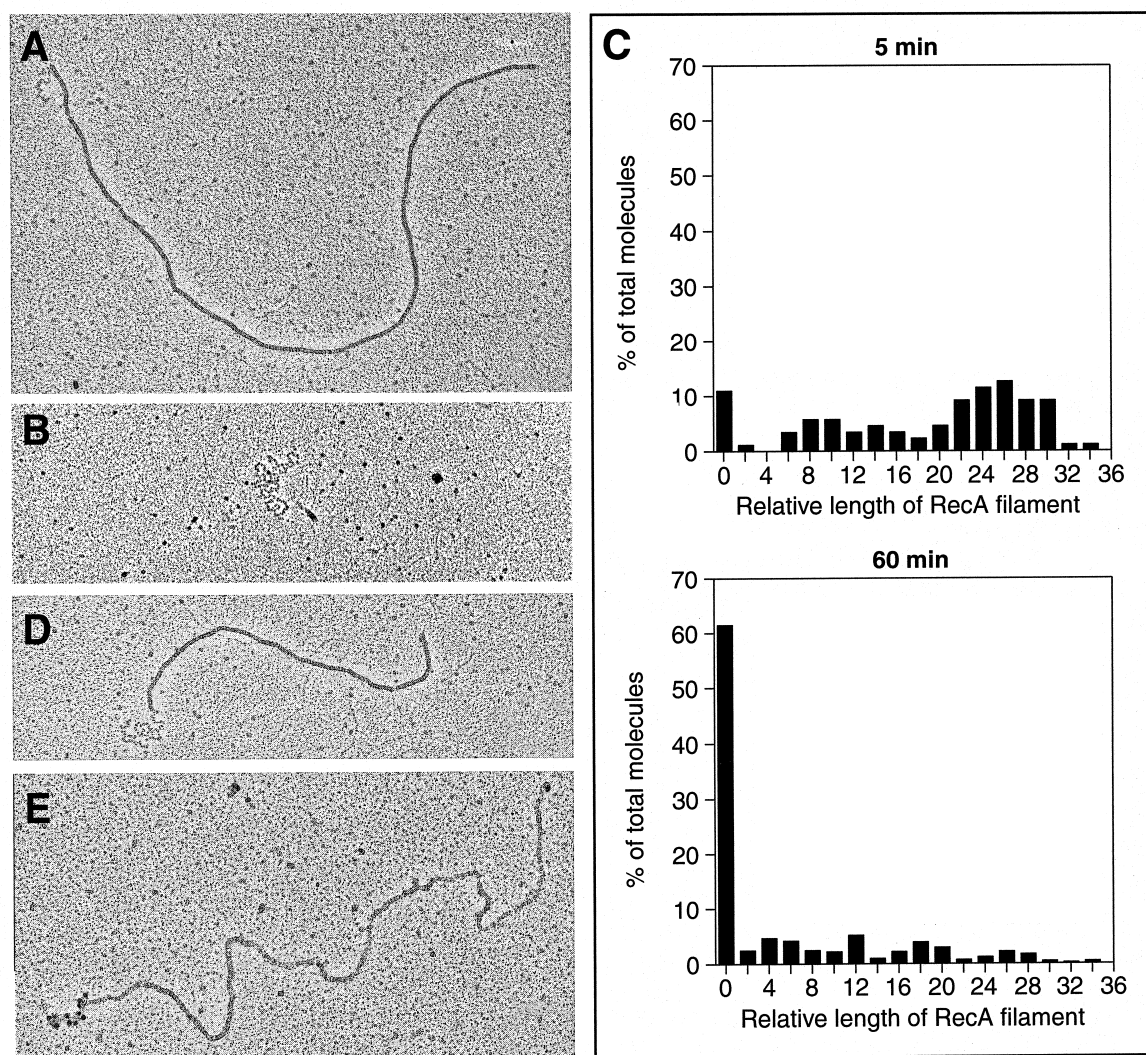 A
B
D
E
C
5 min
70
60
50
40
30
20
10
0
% of total molecules
0 4 8 12 16 20 24 28 32 36
Relative length of RecA filament
60 min
70
60
50
40
30
20
10
0
% of total molecules
0 4 8 12 16 20 24 28 32 36
Relative length of RecA filament